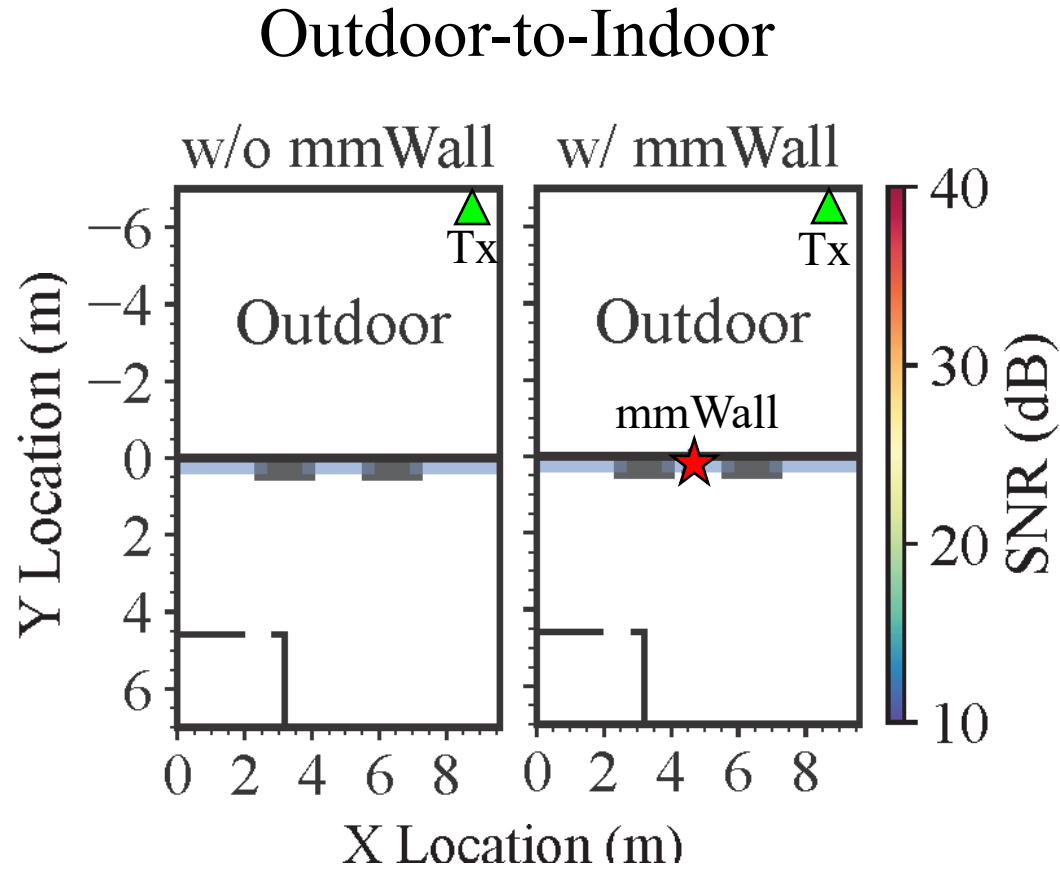 Outdoor-to-Indoor
w/o mmWall
w/ mmWall
Tx
Tx
Outdoor
Outdoor
mmWall
−6
−4
−2
0
2
4
6
Y Location (m)
0 2 4 6 8
0 2 4 6 8
X Location (m)
40
30
20
10
SNR (dB)